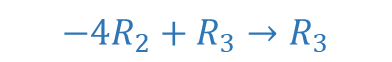 −4R₂ + R₃ → R₃